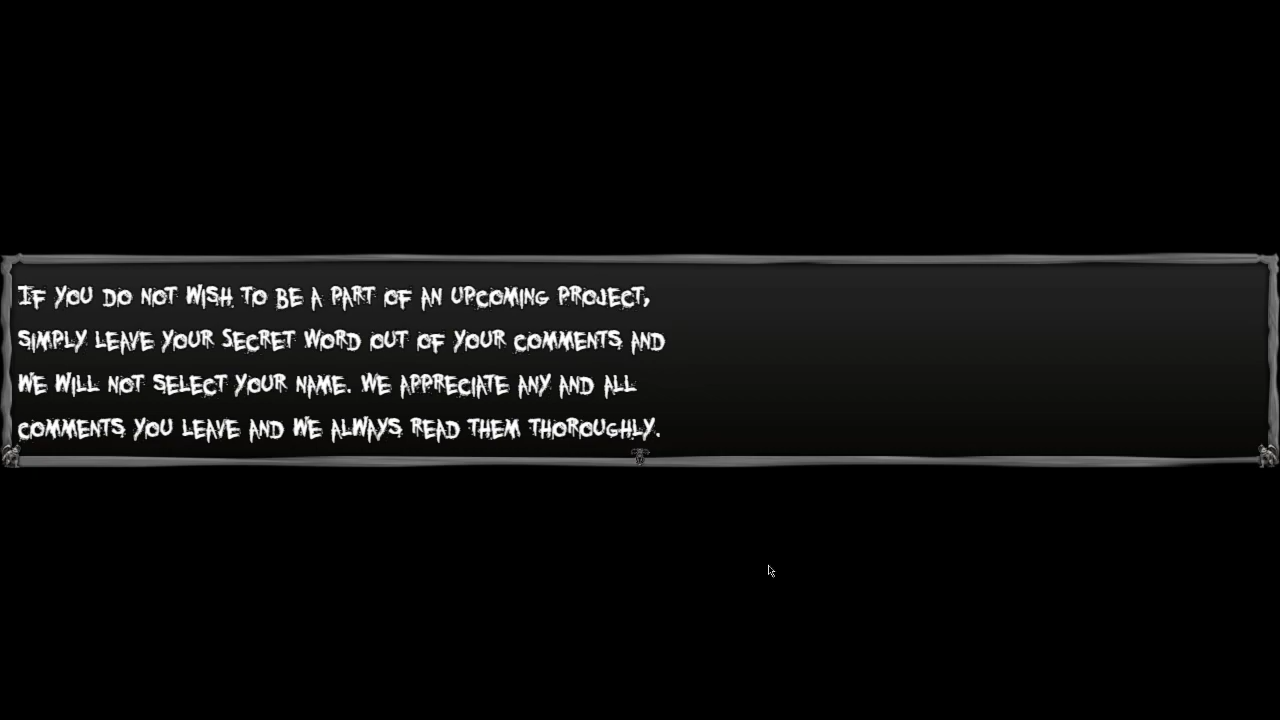 If you do not wish to be a part of an upcoming project,
simply leave your secret word out of your comments and
we will not select your name. We appreciate any and all
comments you leave and we always read them thoroughly.